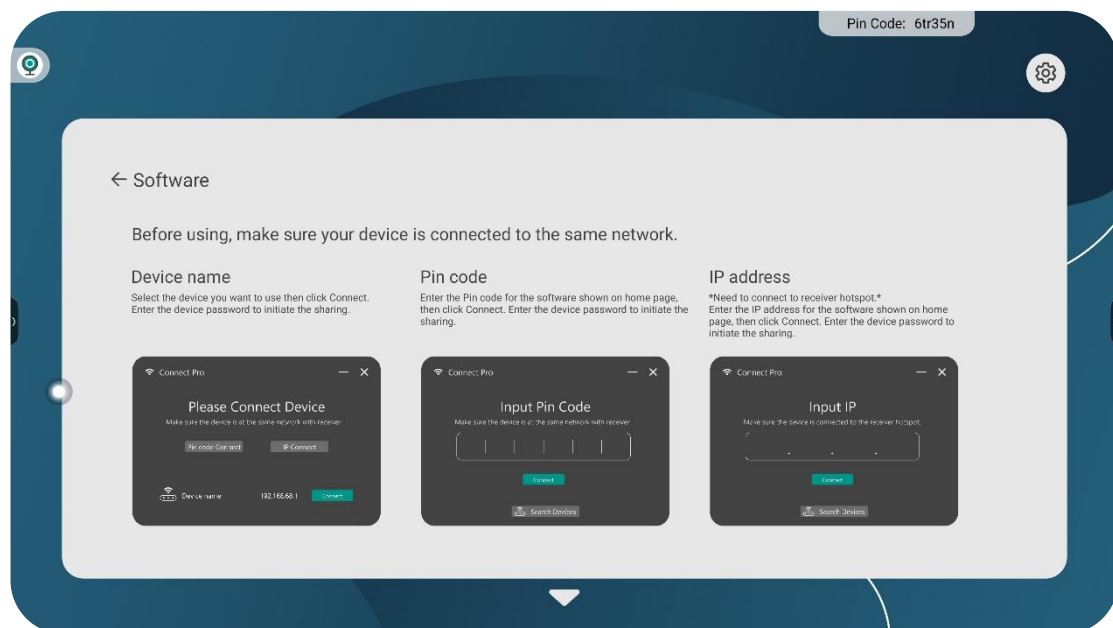 Pin Code: 6tr35n
Software
Before using, make sure your device is connected to the same network.
Device name
Select the device you want to use then click Connect.
Enter the device password to initiate the sharing.
Pin code
Enter the Pin code for the software shown on home page,
then click Connect. Enter the device password to initiate the
sharing.
IP address
*Need to connect to receiver hotspot.*
Enter the IP address for the software shown on home
page, then click Connect. Enter the device password to
initiate the sharing.
Connect Pro
Please Connect Device
Make sure the device is at the same network with receiver
Pin code Connect
IP Connect
Device name
192.168.68.1
Connect
Connect Pro
Input Pin Code
Make sure the device is at the same network with receiver
Connect
Search Devices
Connect Pro
Input IP
Make sure the device is connected to the receiver hotspot.
Connect
Search Devices